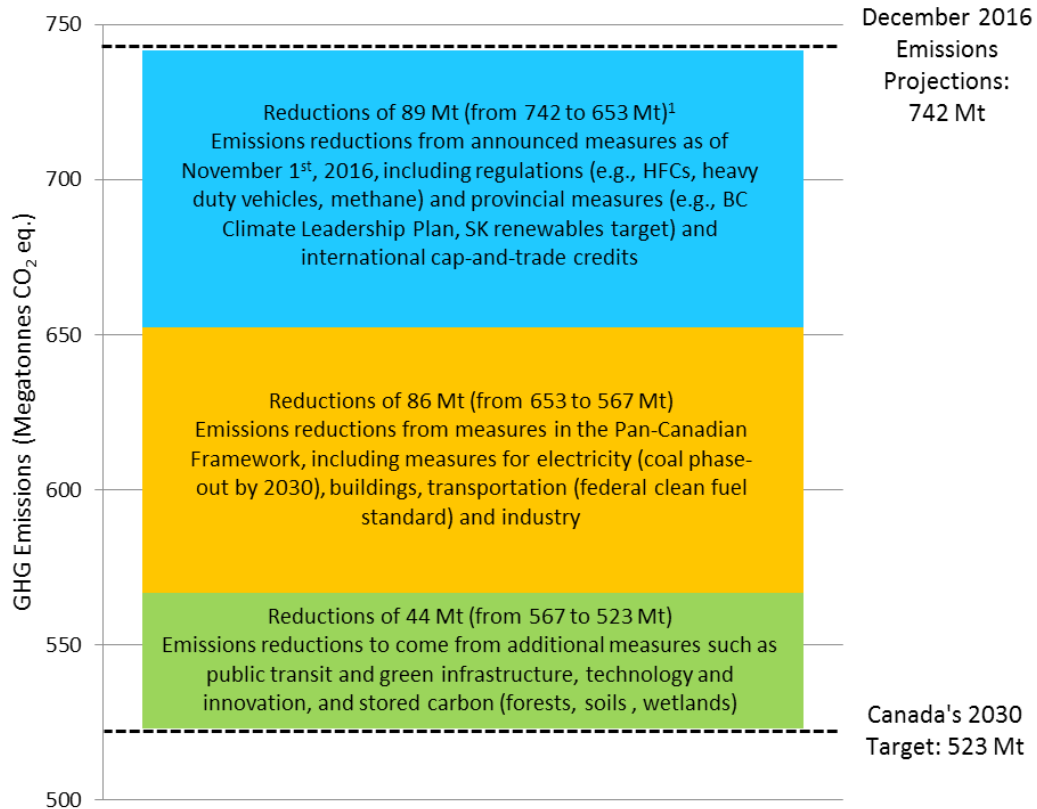 December 2016
Emissions
Projections:
742 Mt
750
700
650
600
550
500
GHG Emissions (Megatonnes CO₂ eq.)
Reductions of 89 Mt (from 742 to 653 Mt)¹
Emissions reductions from announced measures as of
November 1ˢᵗ, 2016, including regulations (e.g., HFCs, heavy
duty vehicles, methane) and provincial measures (e.g., BC
Climate Leadership Plan, SK renewables target) and
international cap-and-trade credits
Reductions of 86 Mt (from 653 to 567 Mt)
Emissions reductions from measures in the Pan-Canadian
Framework, including measures for electricity (coal phase-
out by 2030), buildings, transportation (federal clean fuel
standard) and industry
Reductions of 44 Mt (from 567 to 523 Mt)
Emissions reductions to come from additional measures such as
public transit and green infrastructure, technology and
innovation, and stored carbon (forests, soils , wetlands)
Canada's 2030
Target: 523 Mt